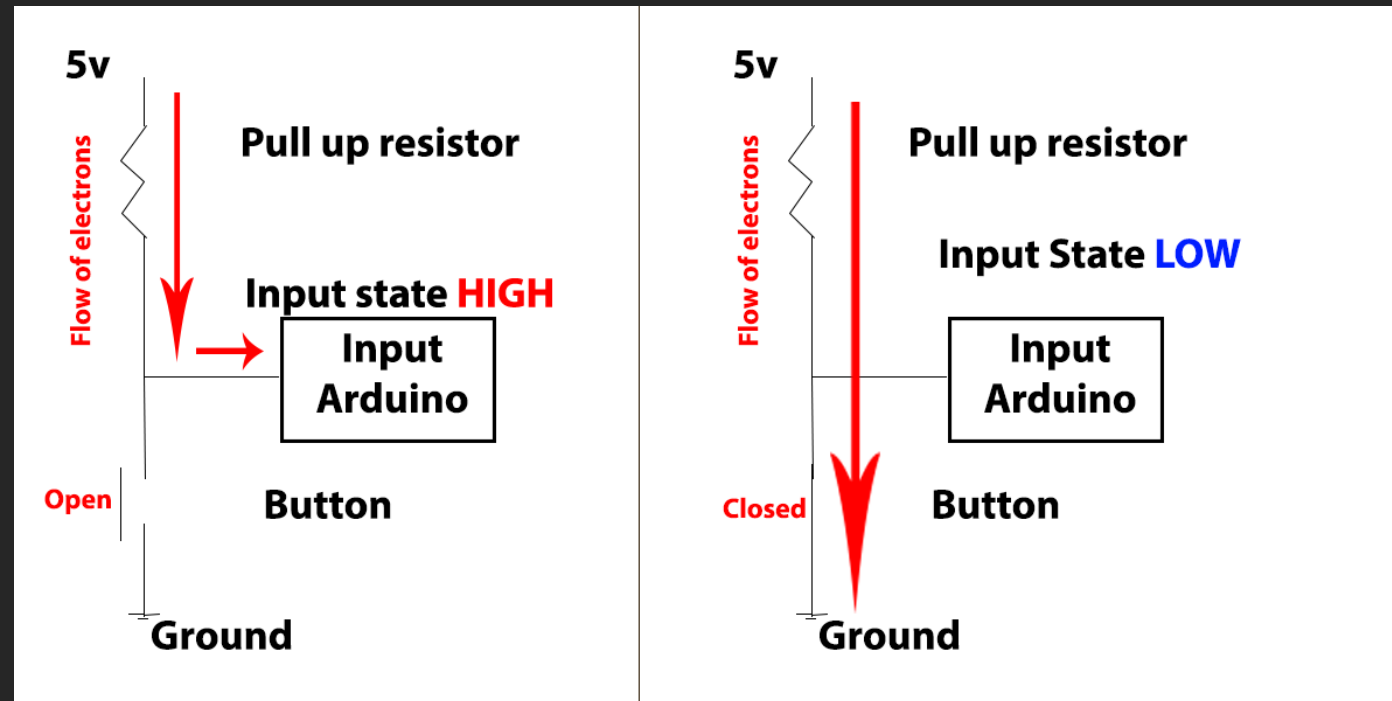 5v
Pull up resistor
Flow of electrons
Input state HIGH
Input
Arduino
Open
Button
Ground
5v
Pull up resistor
Flow of electrons
Input State LOW
Input
Arduino
Closed
Button
Ground